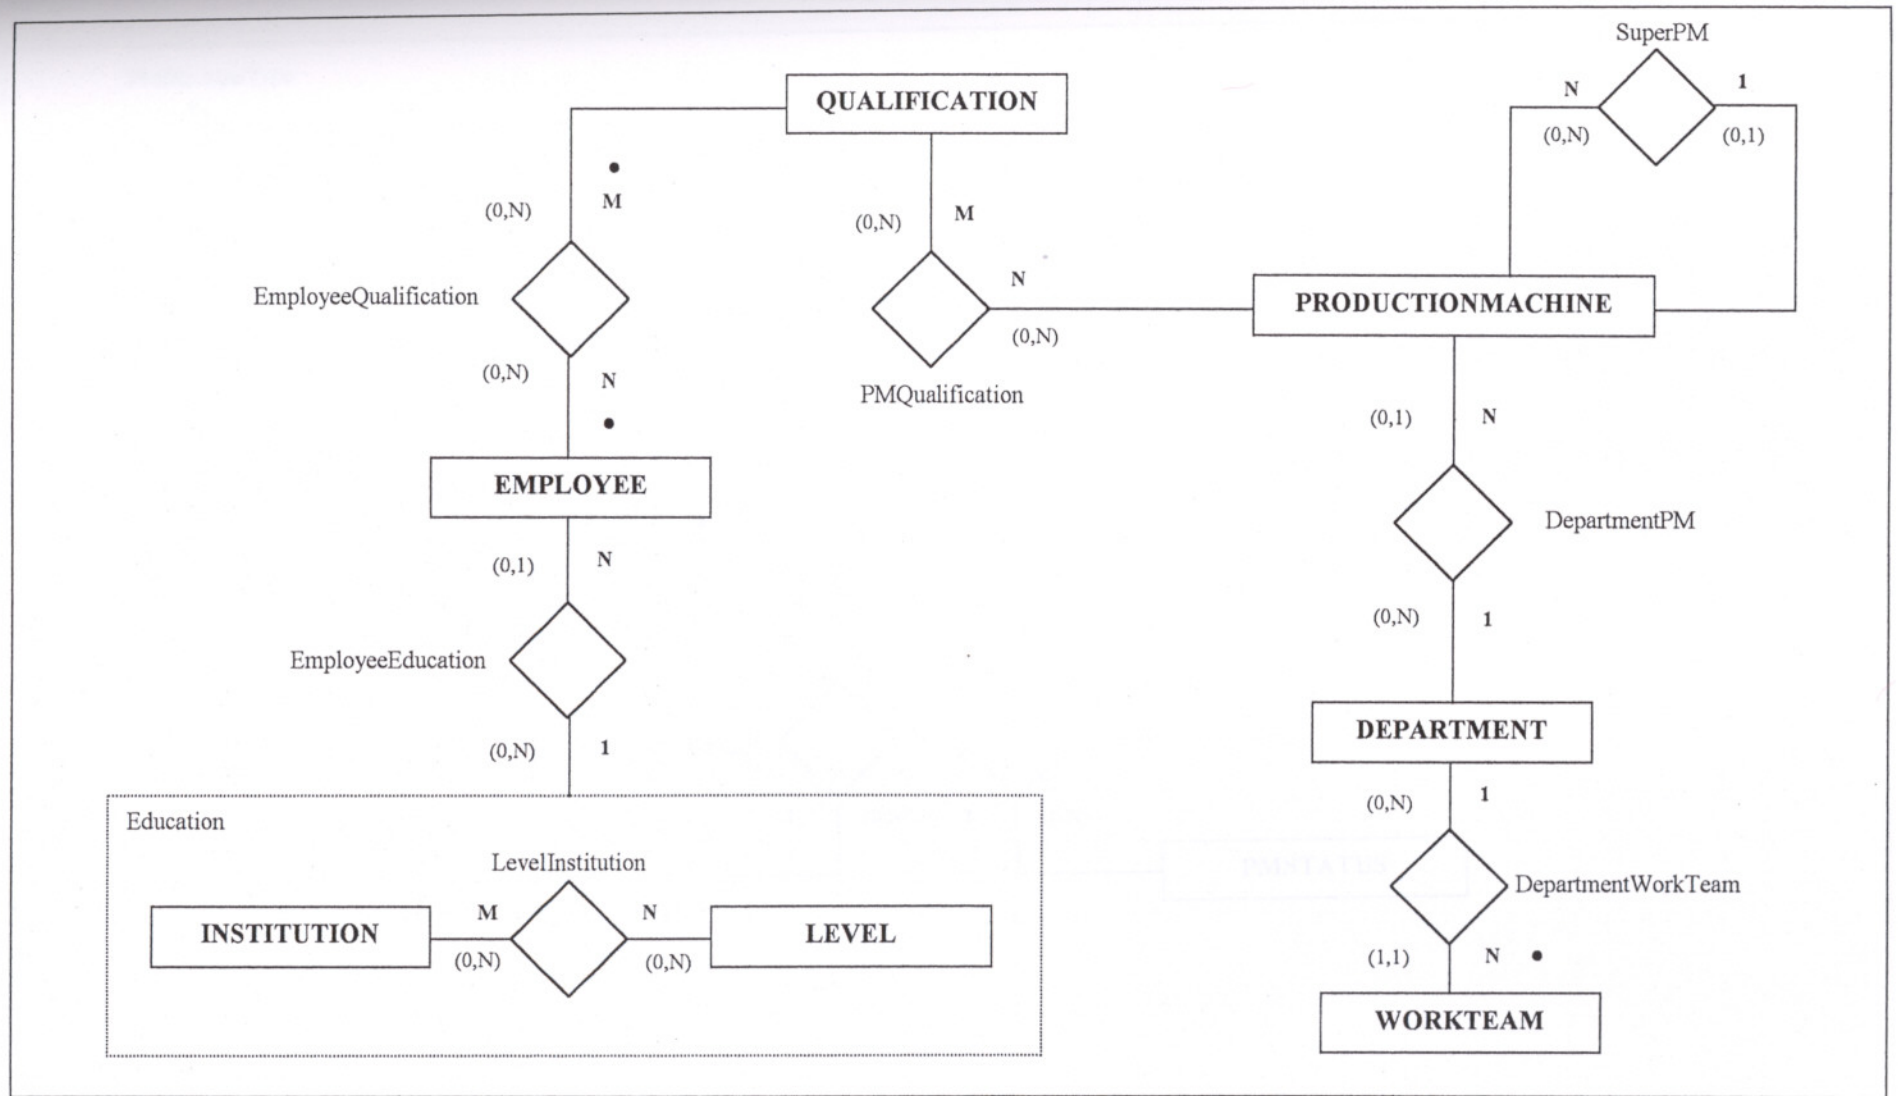 SuperPM
N
1
(0,N)
(0,1)
QUALIFICATION
(0,N)
M
(0,N)
M
EmployeeQualification
N
(0,N)
PRODUCTIONMACHINE
(0,N)
N
PMQualification
(0,1)
N
EMPLOYEE
DepartmentPM
(0,1)
N
(0,N)
1
EmployeeEducation
(0,N)
1
DEPARTMENT
(0,N)
1
Education
LevelInstitution
DepartmentWorkTeam
INSTITUTION
M
(0,N)
N
(0,N)
LEVEL
(1,1)
N
WORKTEAM
PMSTATUS